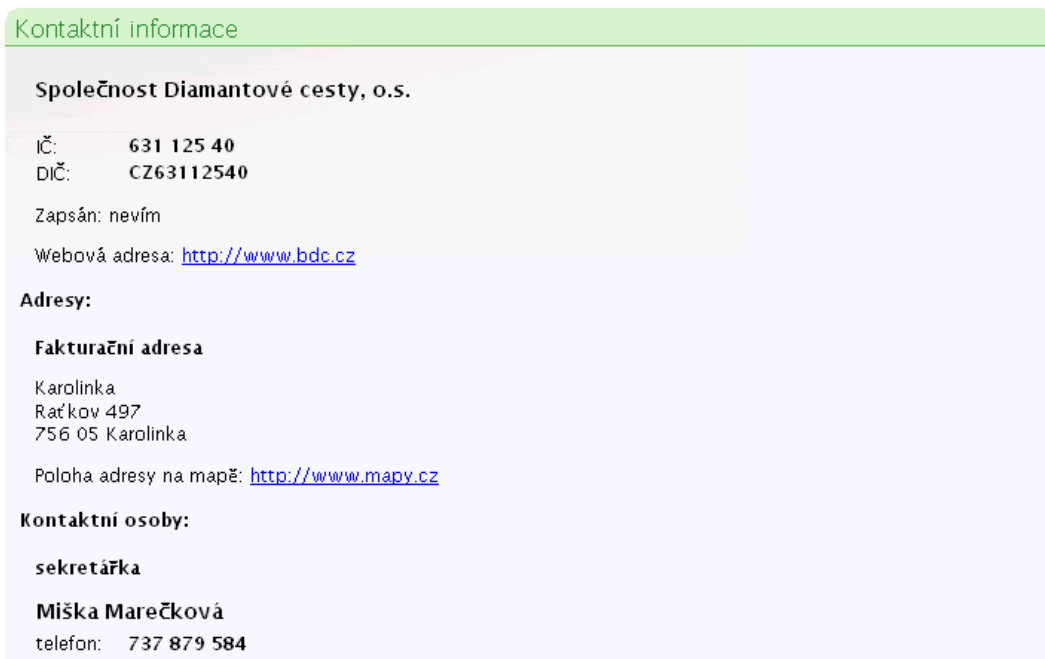 Kontaktní informace
Společnost Diamantové cesty, o.s.
IČ: 631 125 40
DIČ: CZ63112540
Zapsán: nevím
Webová adresa: http://www.bdc.cz
Adresy:
Fakturační adresa
Karolinka
Raťkov 497
756 05 Karolinka
Poloha adresy na mapě: http://www.mapy.cz
Kontaktní osoby:
sekretářka
Miška Marečková
telefon: 737 879 584